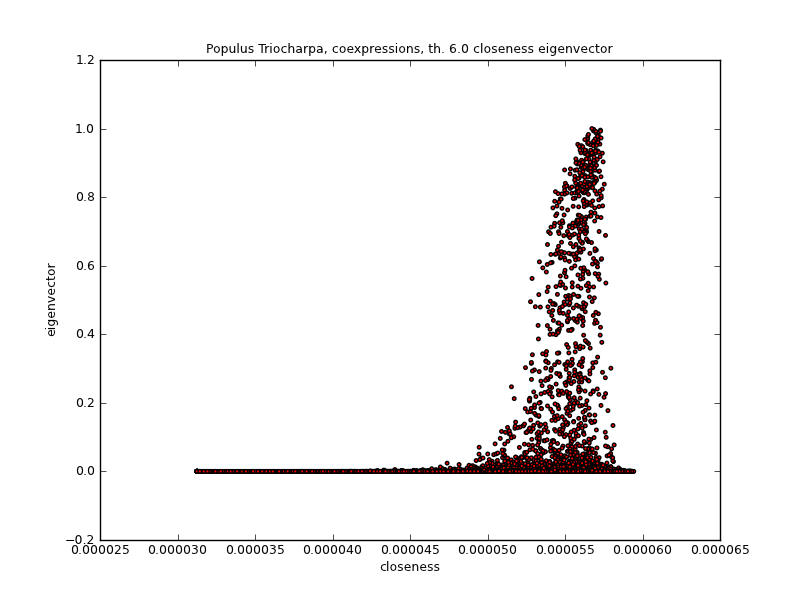 Populus Triocharpa, coexpressions, th. 6.0 closeness eigenvector
1.2
1.0
0.8
0.6
0.4
0.2
0.0
−0.2
eigenvector
0.000025 0.000030 0.000035 0.000040 0.000045 0.000050 0.000055 0.000060 0.000065
closeness